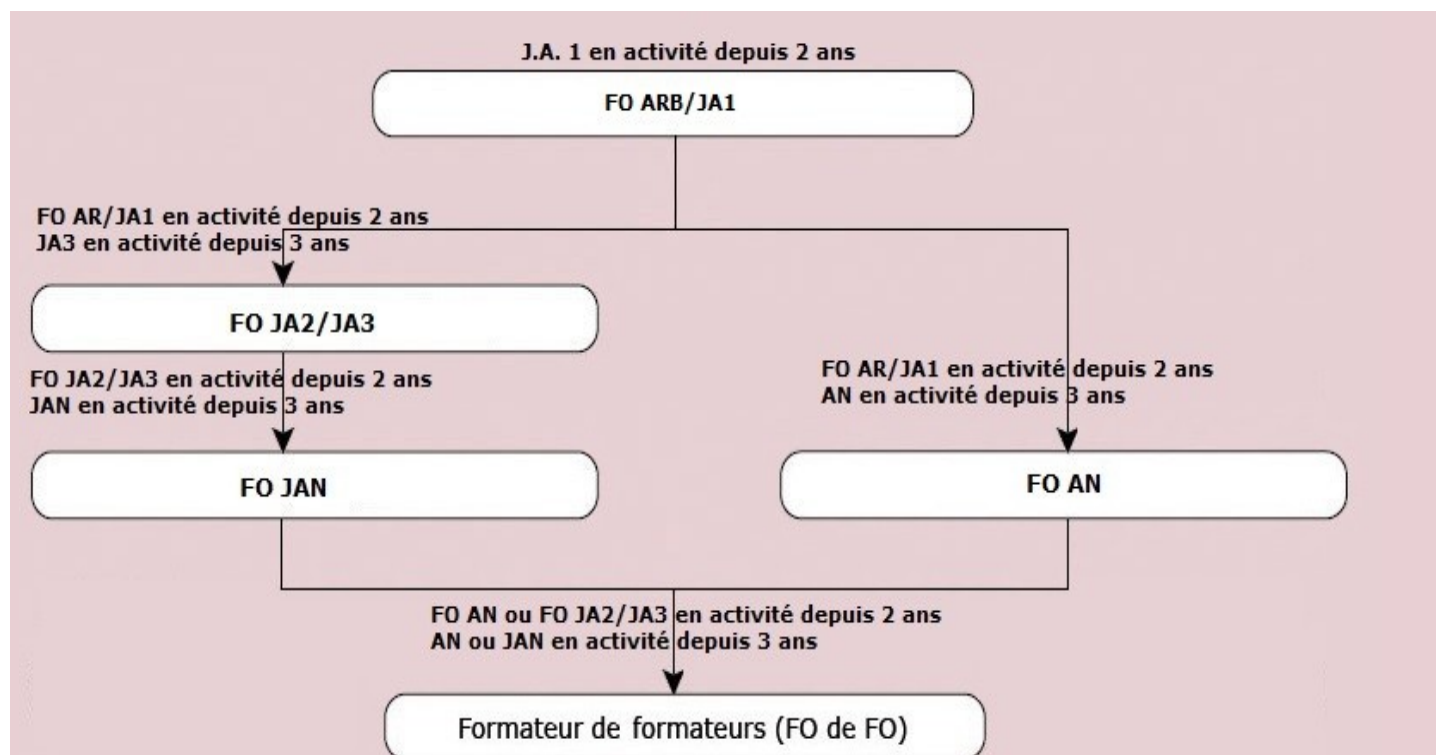 J.A. 1 en activité depuis 2 ans
FO ARB/JA1
FO AR/JA1 en activité depuis 2 ans
JA3 en activité depuis 3 ans
FO JA2/JA3
FO JA2/JA3 en activité depuis 2 ans
JAN en activité depuis 3 ans
FO AR/JA1 en activité depuis 2 ans
AN en activité depuis 3 ans
FO JAN
FO AN
FO AN ou FO JA2/JA3 en activité depuis 2 ans
AN ou JAN en activité depuis 3 ans
Formateur de formateurs (FO de FO)